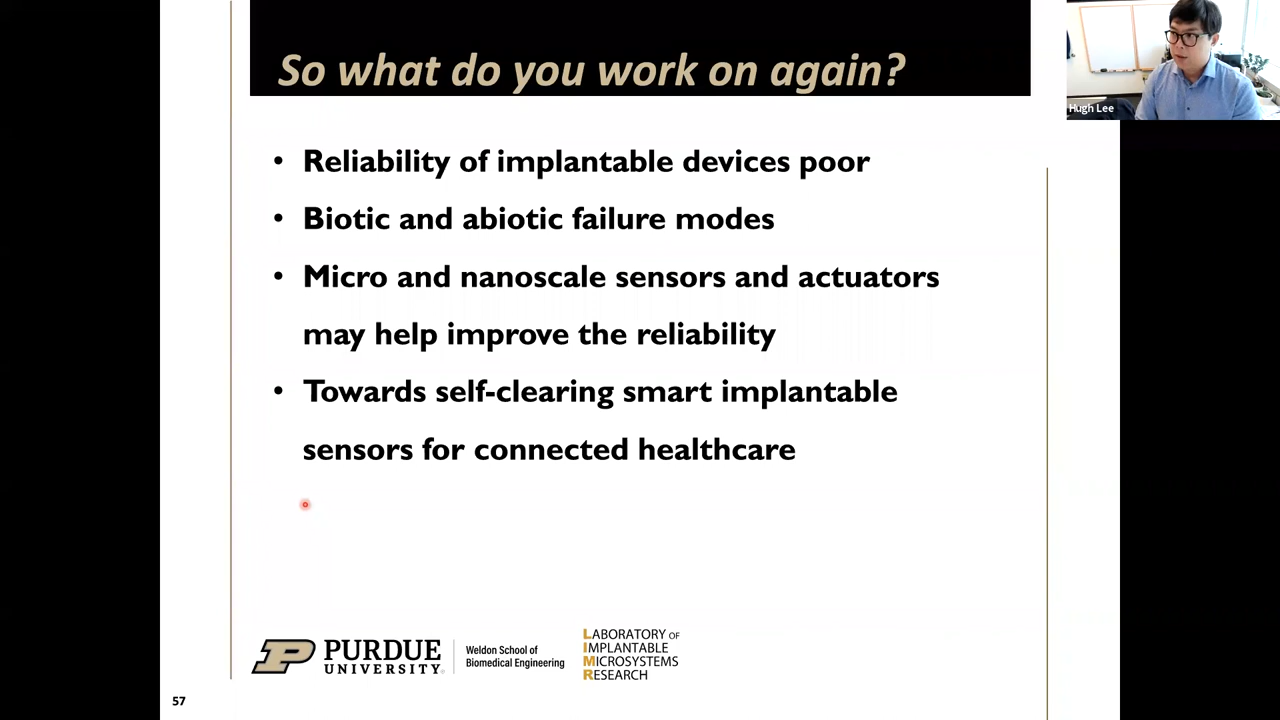 So what do you work on again?
Hugh Lee
• Reliability of implantable devices poor
• Biotic and abiotic failure modes
• Micro and nanoscale sensors and actuators
may help improve the reliability
• Towards self-clearing smart implantable
sensors for connected healthcare
PURDUE
UNIVERSITY
Weldon School of
Biomedical Engineering
LABORATORY OF
IMPLANTABLE
MICROSYSTEMS
RESEARCH
57